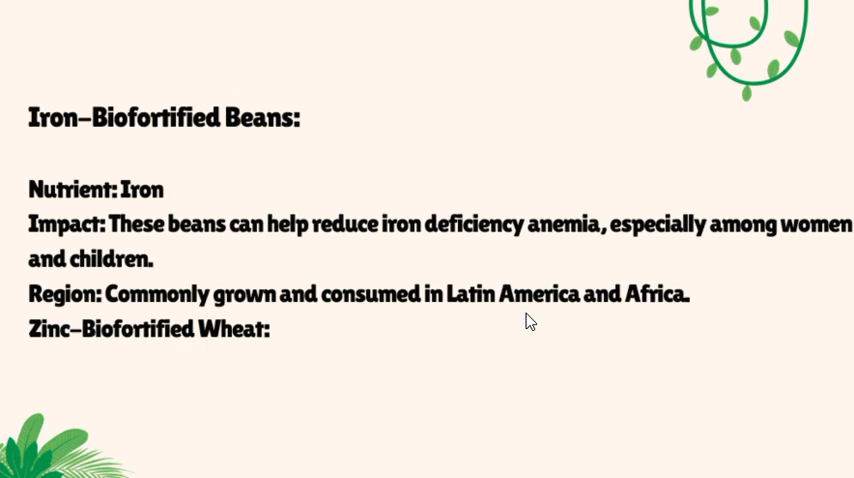 Iron-Biofortified Beans:
Nutrient: Iron
Impact: These beans can help reduce iron deficiency anemia, especially among women
and children.
Region: Commonly grown and consumed in Latin America and Africa.
Zinc-Biofortified Wheat: